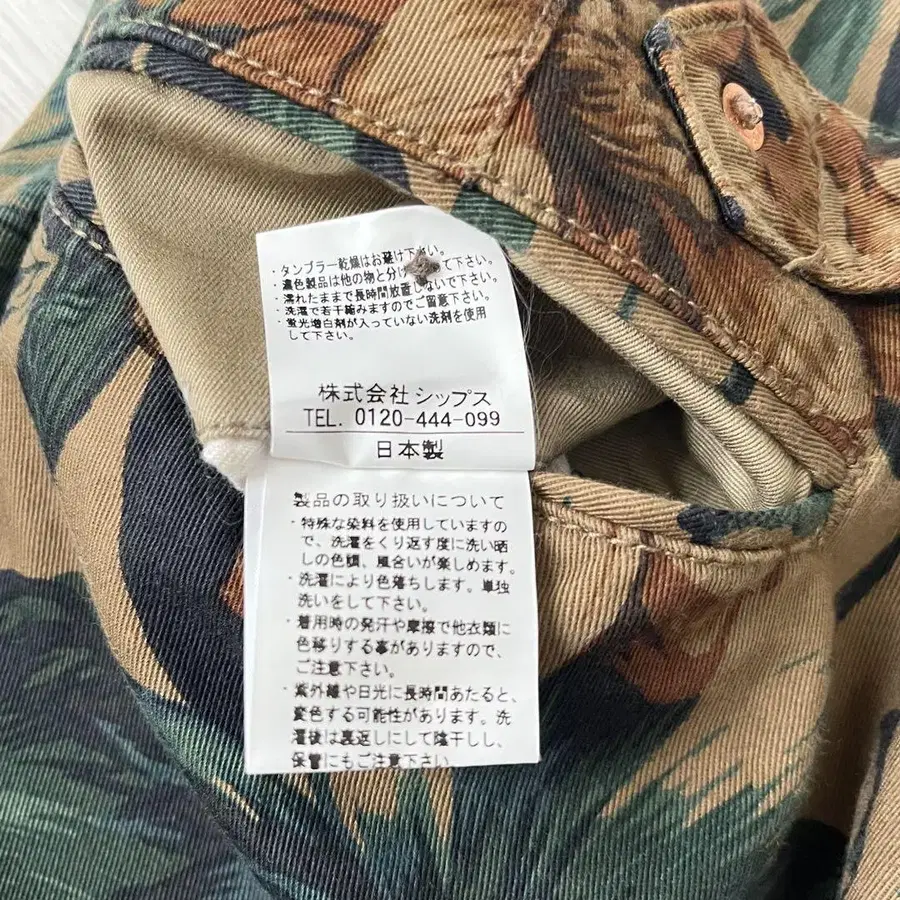 ・タンブラー乾燥はお避け下さい。
・濃色製品は他の物と分け て下さい。
・濡れたままで長時間放置しないで下さい。
・洗濯で若干縮みますのでご留意下さい。
・蛍光増白剤が入っていない洗剤を使用
して下さい。
株式会社 シップス
TEL. 0120-444-099
日本製
製品の取り扱いについて
・特殊な染料を使用していますの
で、洗濯をくり返す度に洗い晒
しの色調、風合いが楽しめます。
・洗濯により色落ちします。単独
洗いをして下さい。
・着用時の発汗や摩擦で他衣類に
色移りする事がありますので、
ご注意下さい。
・紫外離や日光に長時間あたると、
変色する可能性があります。洗
濯後は裏返しにして陰干しし、
保管にもご注意下さい。